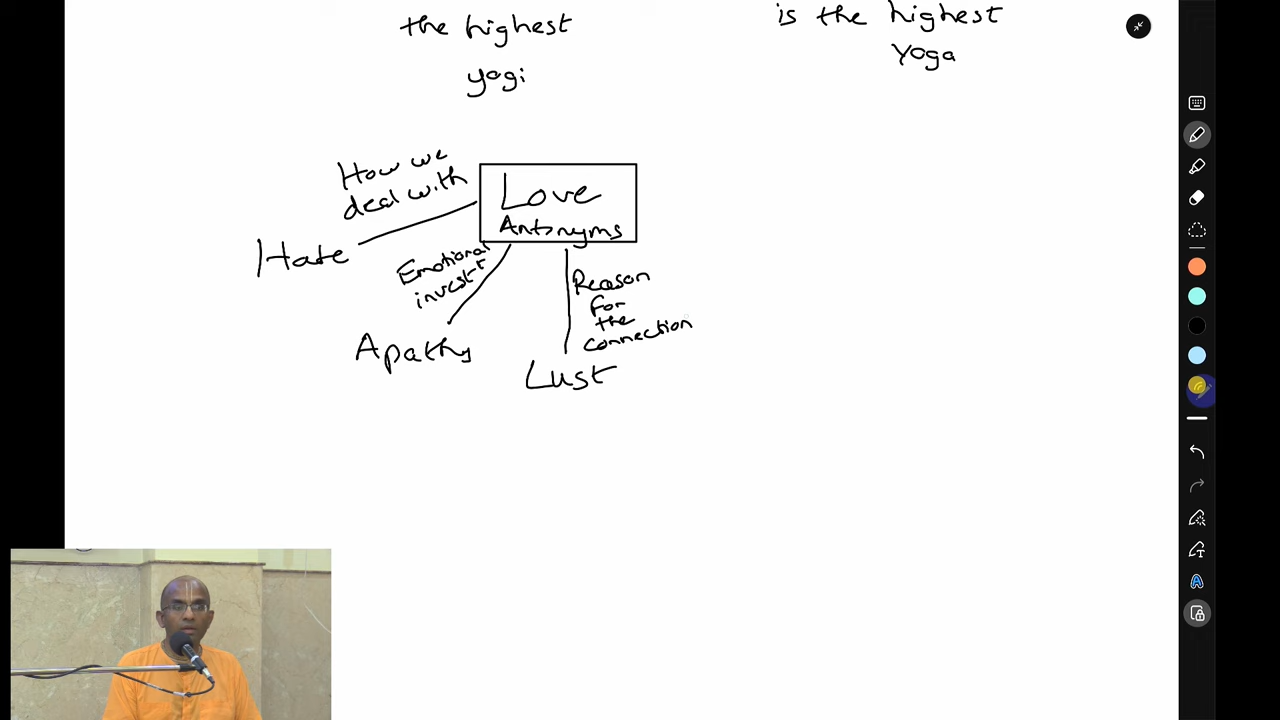 the highest
yogi
is the highest
yoga
How we
deal with
Love
Antonyms
Hate
Emotional
invest
Reason
for
the
connection
Apathy
Lust